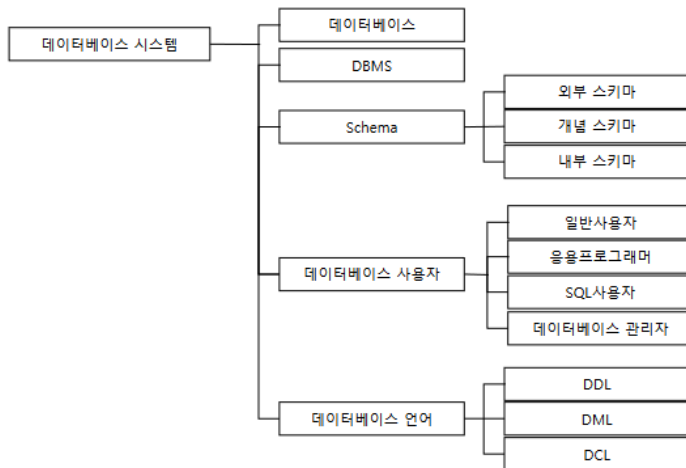 데이터베이스 시스템
데이터베이스
DBMS
Schema
외부 스키마
개념 스키마
내부 스키마
데이터베이스 사용자
일반사용자
응용프로그래머
SQL사용자
데이터베이스 관리자
데이터베이스 언어
DDL
DML
DCL